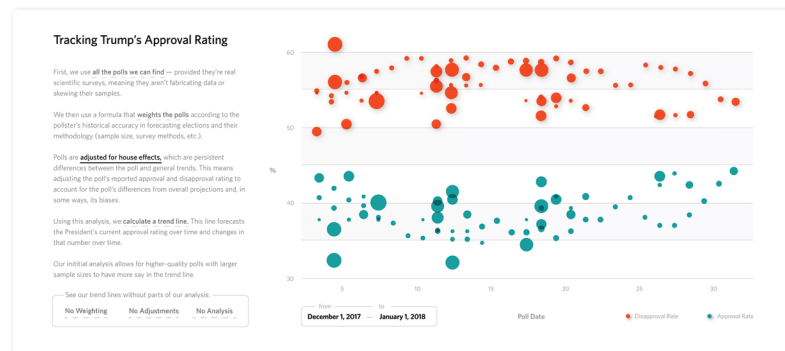 Tracking Trump's Approval Rating
First, we use all the polls we can find — provided they're real
scientific surveys, meaning they aren't fabricating data or
skewing their samples.
We then use a formula that weights the polls according to the
pollster's historical accuracy in forecasting elections and their
methodology (sample size, survey methods, etc.).
Polls are adjusted for house effects, which are persistent
differences between the poll and general trends. This means
adjusting the poll's reported approval and disapproval rating to
account for the poll's differences from overall projections and, in
some ways, its biases.
Using this analysis, we calculate a trend line. This line forecasts
the President's current approval rating over time and changes in
that number over time.
Our inititial analysis allows for higher-quality polls with larger
sample sizes to have more say in the trend line.
See our trend lines without parts of our analysis:
No Weighting No Adjustments No Analysis
60
50
%
40
30
5 10 15 20 25 30
from to
December 1, 2017 — January 1, 2018
Poll Date
Disapproval Rate Approval Rate